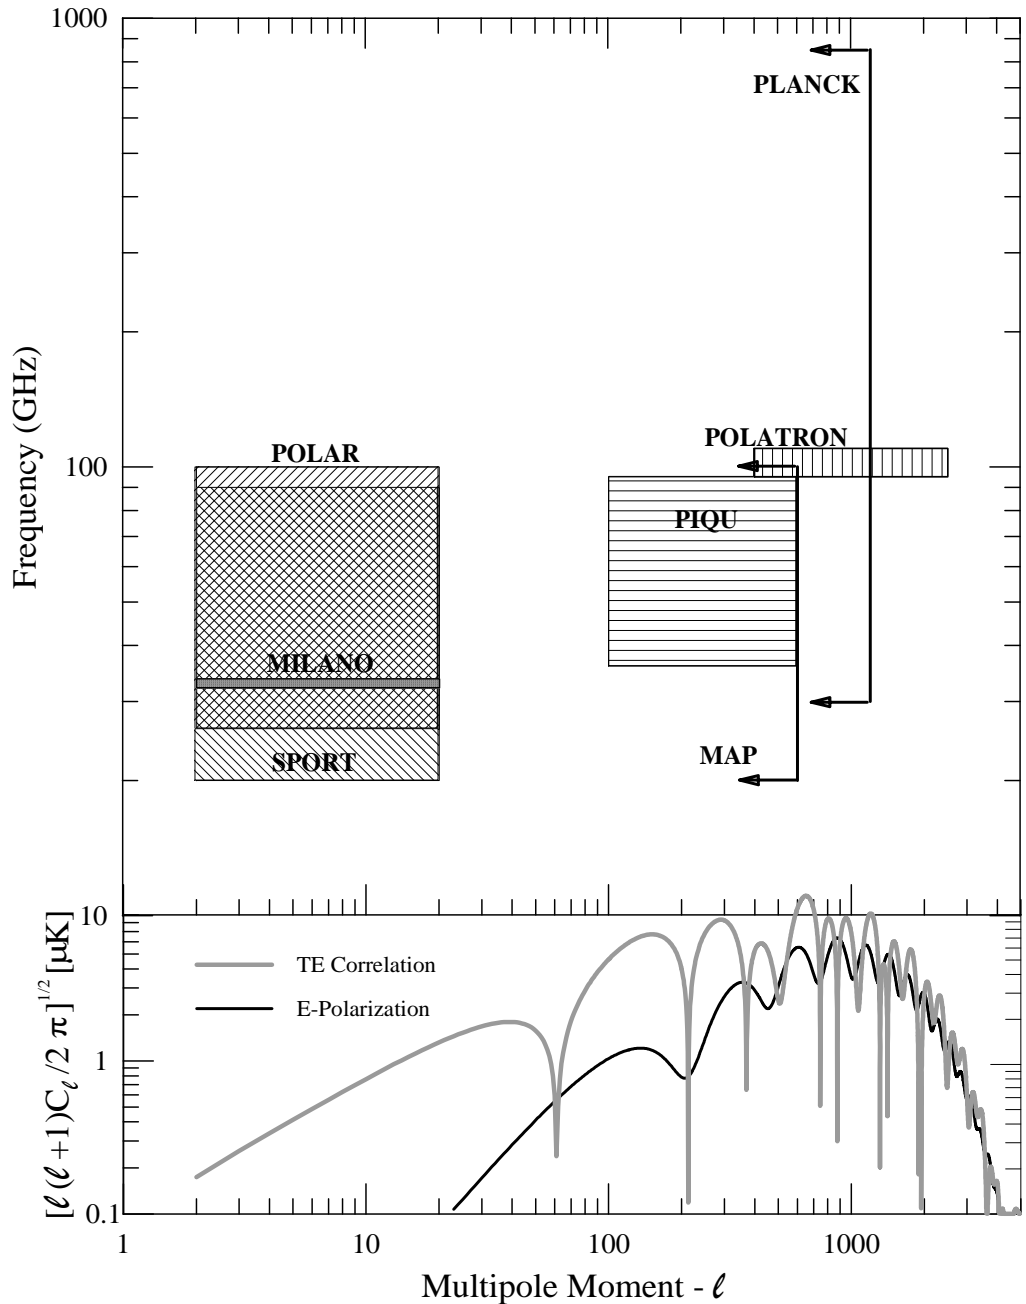 1000
PLANCK
POLATRON
POLAR
100
PIQU
MILANO
MAP
SPORT
Frequency (GHz)
10
TE Correlation
E-Polarization
1
0.1
[ℓ(ℓ+1)Cℓ/2 π]^1/2 [μK]
1 10 100 1000
Multipole Moment - ℓ